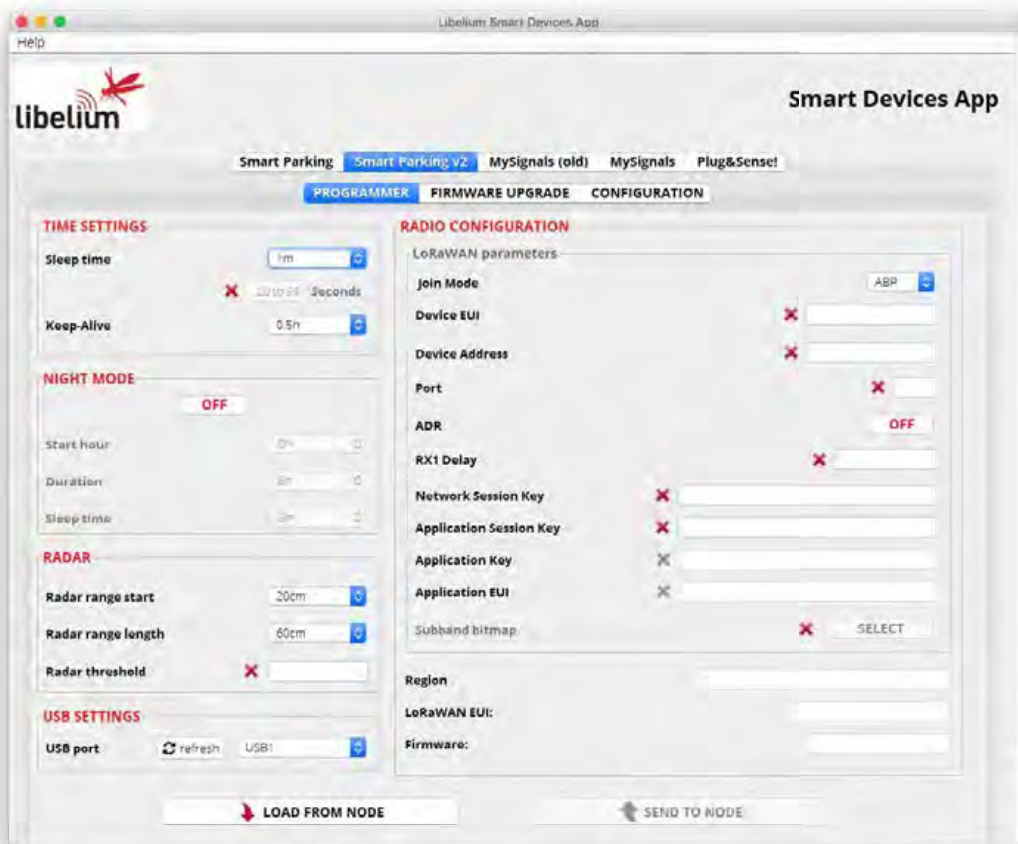 Libelium Smart Devices App
Help
libelium
Smart Devices App
Smart Parking Smart Parking v2 MySignals (old) MySignals Plug&Sense!
PROGRAMMER FIRMWARE UPGRADE CONFIGURATION
TIME SETTINGS
Sleep time 1m
Seconds
Keep-Alive 0.5h
NIGHT MODE
OFF
Start hour
Duration
Sleep time
RADAR
Radar range start 20cm
Radar range length 60cm
Radar threshold
USB SETTINGS
USB port refresh USB1
RADIO CONFIGURATION
LoRaWAN parameters
Join Mode ABP
Device EUI
Device Address
Port
ADR OFF
RX1 Delay
Network Session Key
Application Session Key
Application Key
Application EUI
Subband bitmap SELECT
Region
LoRaWAN EUI:
Firmware:
LOAD FROM NODE
SEND TO NODE